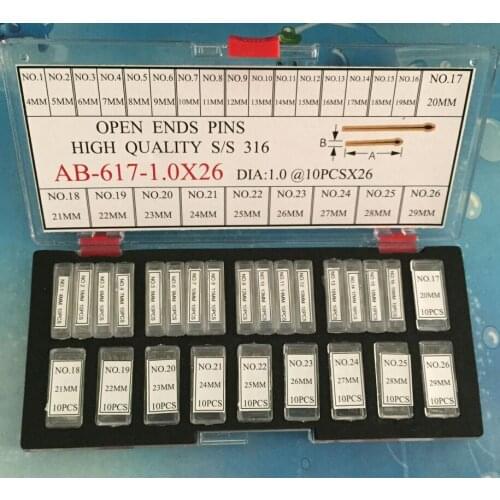 NO.1 NO.2 NO.3 NO.4 NO.5 NO.6 NO.7 NO.8 NO.9 NO.10 NO.11 NO.12 NO.13 NO.14 NO.15 NO.16 NO.17
4MM 5MM 6MM 7MM 8MM 9MM 10MM 11MM 12MM 13MM 14MM 15MM 16MM 17MM 18MM 19MM 20MM
OPEN ENDS PINS
HIGH QUALITY S/S 316
B
A
AB-617-1.0X26 DIA:1.0 @10PCSX26
NO.18 NO.19 NO.20 NO.21 NO.22 NO.23 NO.24 NO.25 NO.26
21MM 22MM 23MM 24MM 25MM 26MM 27MM 28MM 29MM
NO.17
20MM
10PCS
NO.18 NO.19 NO.20 NO.21 NO.22 NO.23 NO.24 NO.25 NO.26
21MM 22MM 23MM 24MM 25MM 26MM 27MM 28MM 29MM
10PCS 10PCS 10PCS 10PCS 10PCS 10PCS 10PCS 10PCS 10PCS